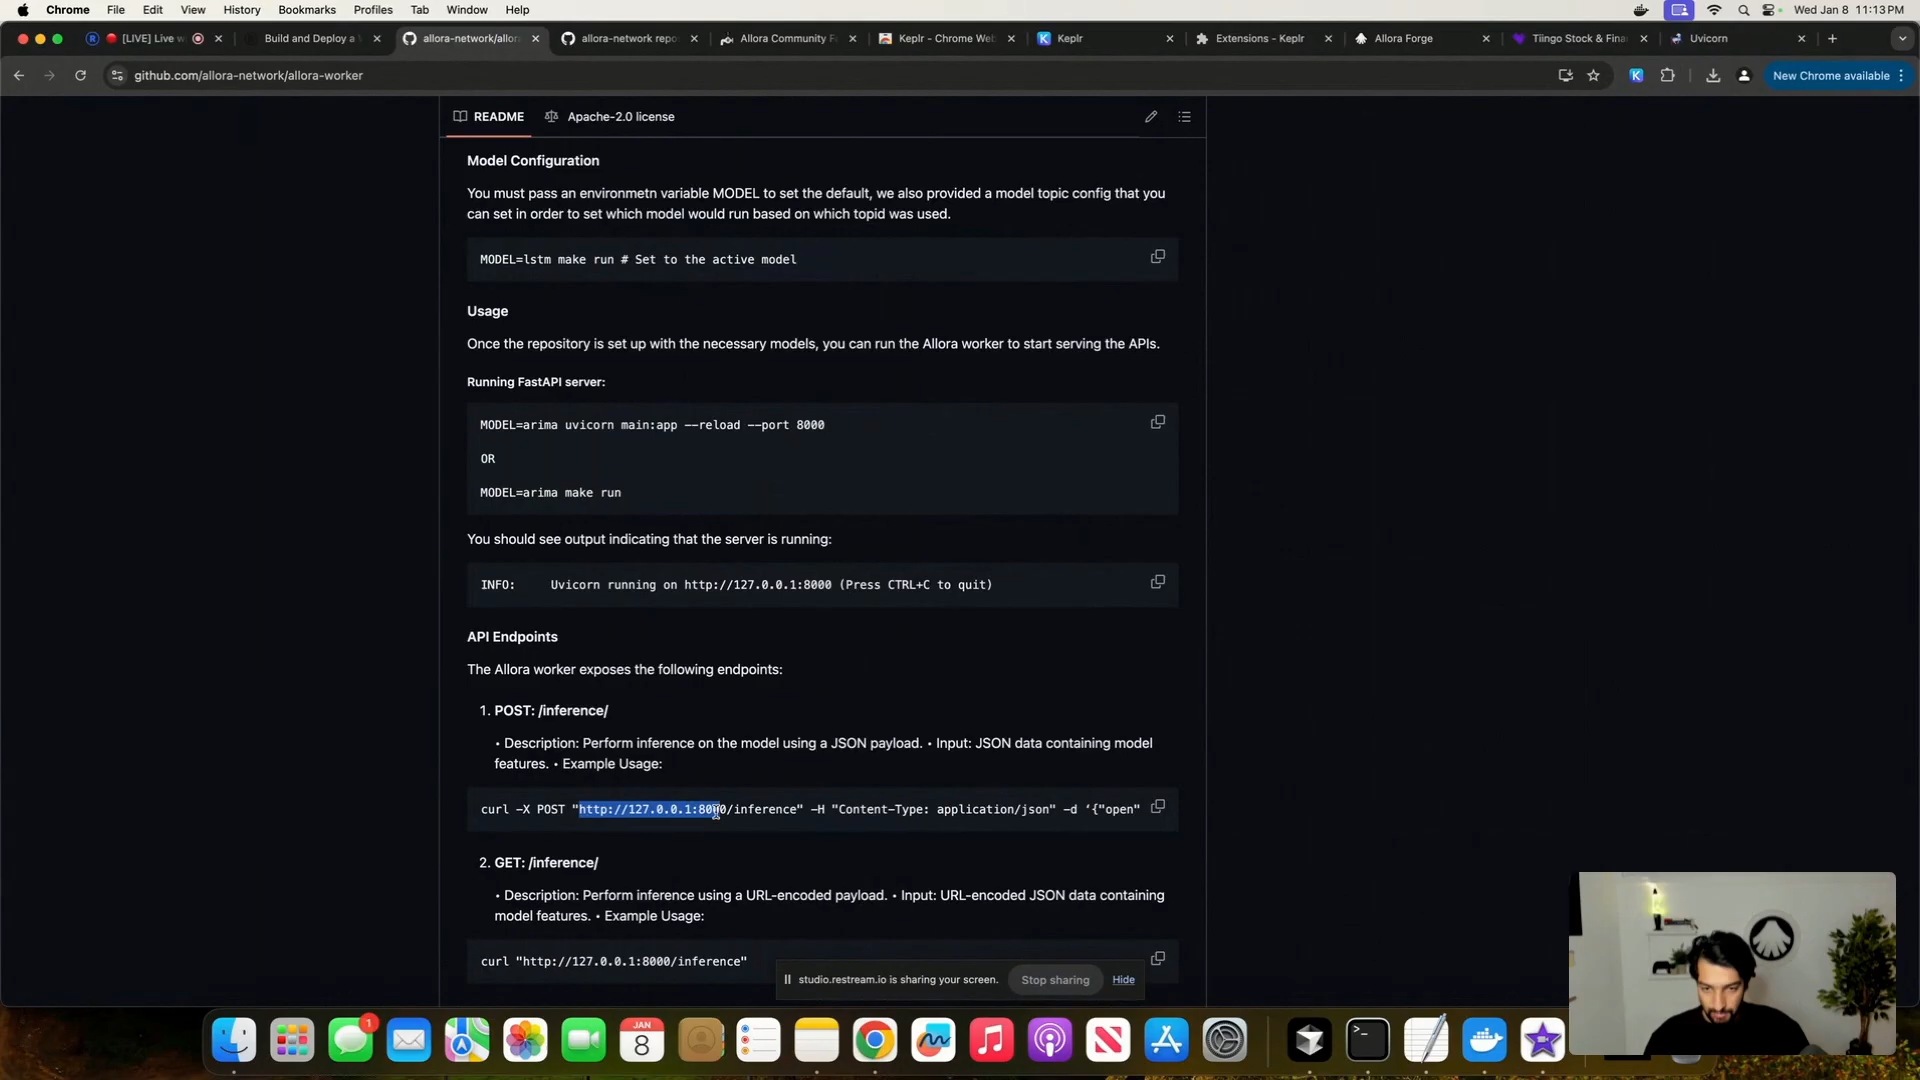 Chrome File Edit View History Bookmarks Profiles Tab Window Help Wed Jan 8 11:13 PM
[LIVE] Live w Build and Deploy a allora-network/allora allora-network repo Allora Community F Keplr - Chrome Web Keplr Extensions - Keplr Allora Forge Tiingo Stock & Fina Uvicorn
github.com/allora-network/allora-worker New Chrome available
README Apache-2.0 license
Model Configuration
You must pass an environmetn variable MODEL to set the default, we also provided a model topic config that you
can set in order to set which model would run based on which topid was used.
MODEL=lstm make run # Set to the active model
Usage
Once the repository is set up with the necessary models, you can run the Allora worker to start serving the APIs.
Running FastAPI server:
MODEL=arima uvicorn main:app --reload --port 8000
OR
MODEL=arima make run
You should see output indicating that the server is running:
INFO: Uvicorn running on http://127.0.0.1:8000 (Press CTRL+C to quit)
API Endpoints
The Allora worker exposes the following endpoints:
1. POST: /inference/
• Description: Perform inference on the model using a JSON payload. • Input: JSON data containing model
features. • Example Usage:
curl -X POST "http://127.0.0.1:8000/inference" -H "Content-Type: application/json" -d ‘{"open"
2. GET: /inference/
• Description: Perform inference using a URL-encoded payload. • Input: URL-encoded JSON data containing
model features. • Example Usage:
curl "http://127.0.0.1:8000/inference"
studio.restream.io is sharing your screen. Stop sharing Hide
1
JAN
8